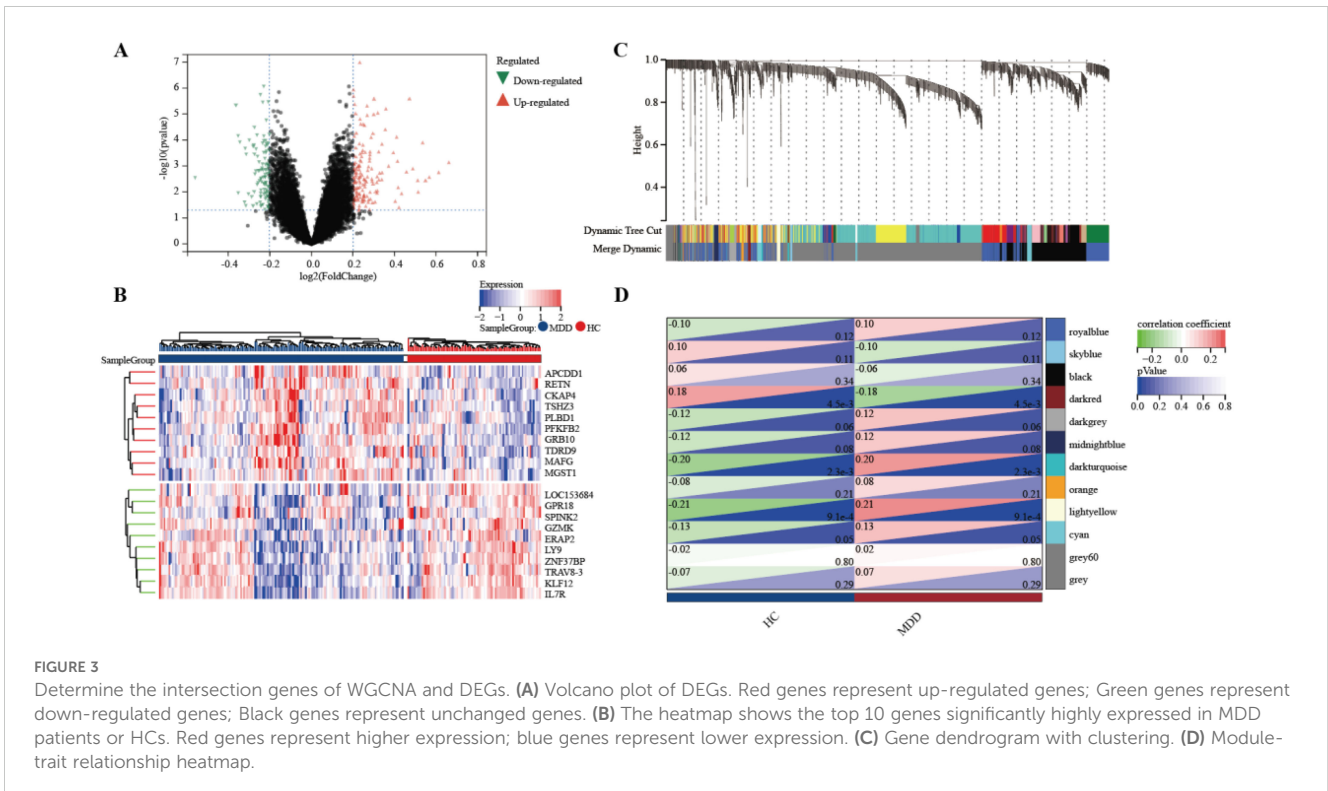 A
7
6
5
4
3
2
1
0
-log10(pvalue)
-0.4
-0.2
0.0
0.2
0.4
0.6
0.8
log2(FoldChange)
Regulated
Down-regulated
Up-regulated
B
Expression
−2 −1 0 1 2
SampleGroup: MDD HC
SampleGroup
APCDD1
RETN
CKAP4
TSHZ3
PLBD1
PFKFB2
GRB10
TDRD9
MAFG
MGST1
LOC153684
GPR18
SPINK2
GZMK
ERAP2
LY9
ZNF37BP
TRAV8-3
KLF12
IL7R
C
1.0
0.8
0.6
0.4
Height
Dynamic Tree Cut
Merge Dynamic
D
-0.10 0.12 0.10 0.12 royalblue
0.10 0.11 -0.10 0.11 skyblue
0.06 0.34 -0.06 0.34 black
0.18 4.5e-3 -0.18 4.5e-3 darkred
-0.12 0.06 0.12 0.06 darkgrey
-0.12 0.08 0.12 0.08 midnightblue
-0.20 2.3e-3 0.20 2.3e-3 darkturquoise
-0.08 0.21 0.08 0.21 orange
-0.21 9.1e-4 0.21 9.1e-4 lightyellow
-0.13 0.05 0.13 0.05 cyan
-0.02 0.80 0.02 0.80 grey60
-0.07 0.29 0.07 0.29 grey
HC
MDD
correlation coefficient
−0.2 0.0 0.2
pValue
0.0 0.2 0.4 0.6 0.8
FIGURE 3
Determine the intersection genes of WGCNA and DEGs. (A) Volcano plot of DEGs. Red genes represent up-regulated genes; Green genes represent
down-regulated genes; Black genes represent unchanged genes. (B) The heatmap shows the top 10 genes significantly highly expressed in MDD
patients or HCs. Red genes represent higher expression; blue genes represent lower expression. (C) Gene dendrogram with clustering. (D) Module-
trait relationship heatmap.